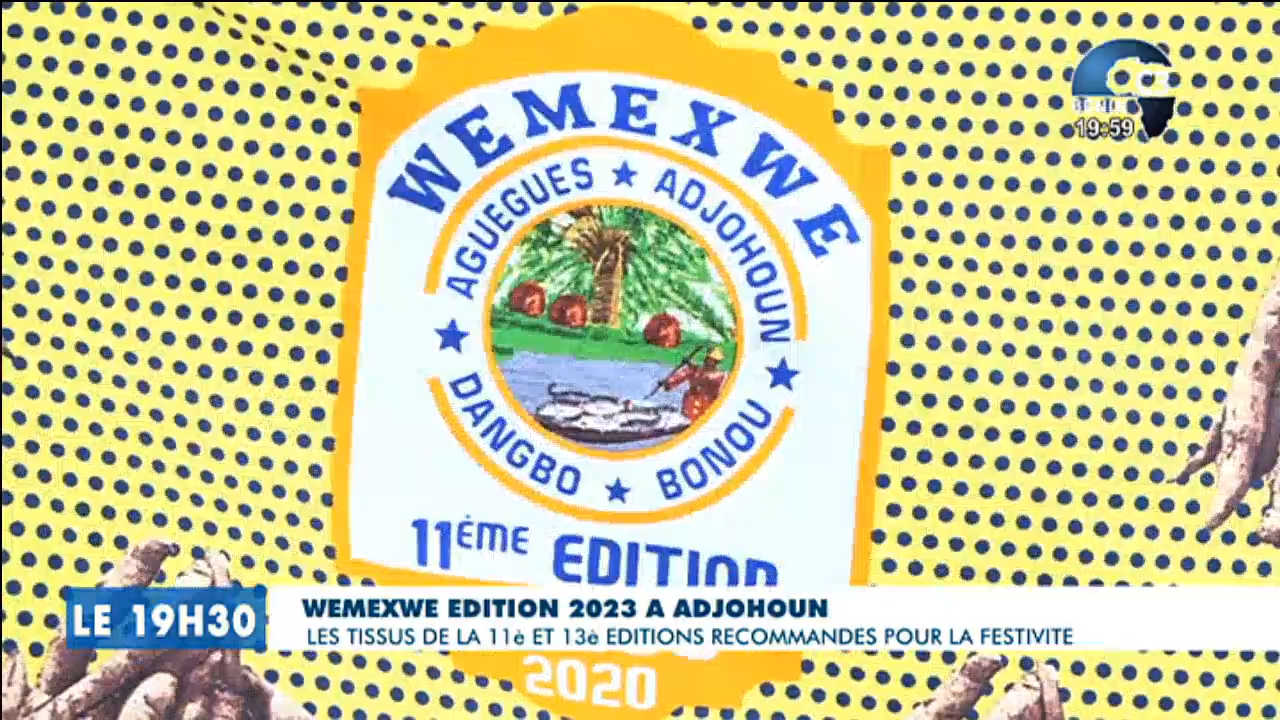 WEMEXWE
AGUEGUES ★ ADJOHOUN
DANGBO ★ BONOU
11ÈME EDITION
2020
19:59
LE 19H30
WEMEXWE EDITION 2023 A ADJOHOUN
LES TISSUS DE LA 11è ET 13è EDITIONS RECOMMANDES POUR LA FESTIVITE